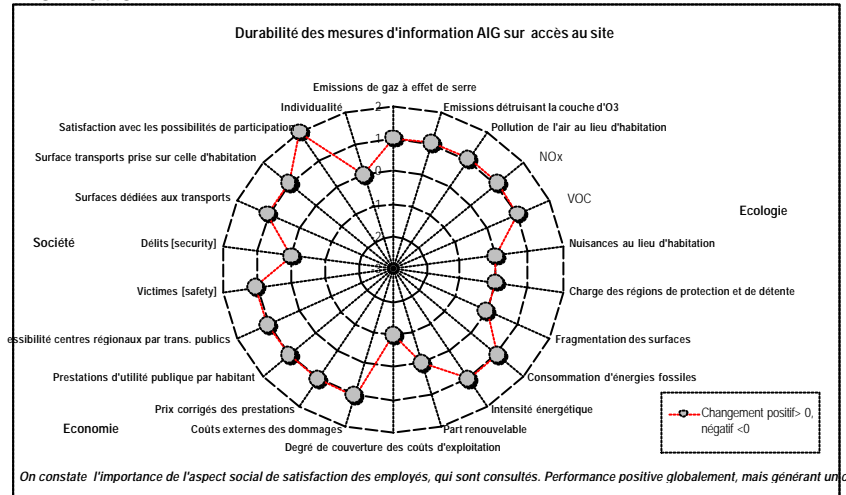 Durabilité des mesures d'information AIG sur accès au site
Emissions de gaz à effet de serre
Individualité
2
Emissions détruisant la couche d'O3
Satisfaction avec les possibilités de participation
1
Pollution de l'air au lieu d'habitation
Surface transports prise sur celle d'habitation
0
NOx
Surfaces dédiées aux transports
1
VOC
Ecologie
Société
Délits [security]
2
Nuisances au lieu d'habitation
Victimes [safety]
Charge des régions de protection et de détente
essibilité centres régionaux par trans. publics
Fragmentation des surfaces
Prestations d'utilité publique par habitant
Consommation d'énergies fossiles
Prix corrigés des prestations
Intensité énergétique
Economie
Coûts externes des dommages
Part renouvelable
Degré de couverture des coûts d'exploitation
Changement positif> 0,
négatif <0
On constate l'importance de l'aspect social de satisfaction des employés, qui sont consultés. Performance positive globalement, mais générant un